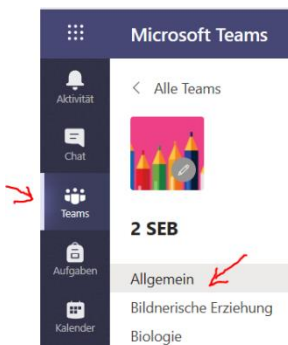 Microsoft Teams
Aktivität
Chat
Teams
Aufgaben
Kalender
< Alle Teams
2 SEB
Allgemein
Bildnerische Erziehung
Biologie